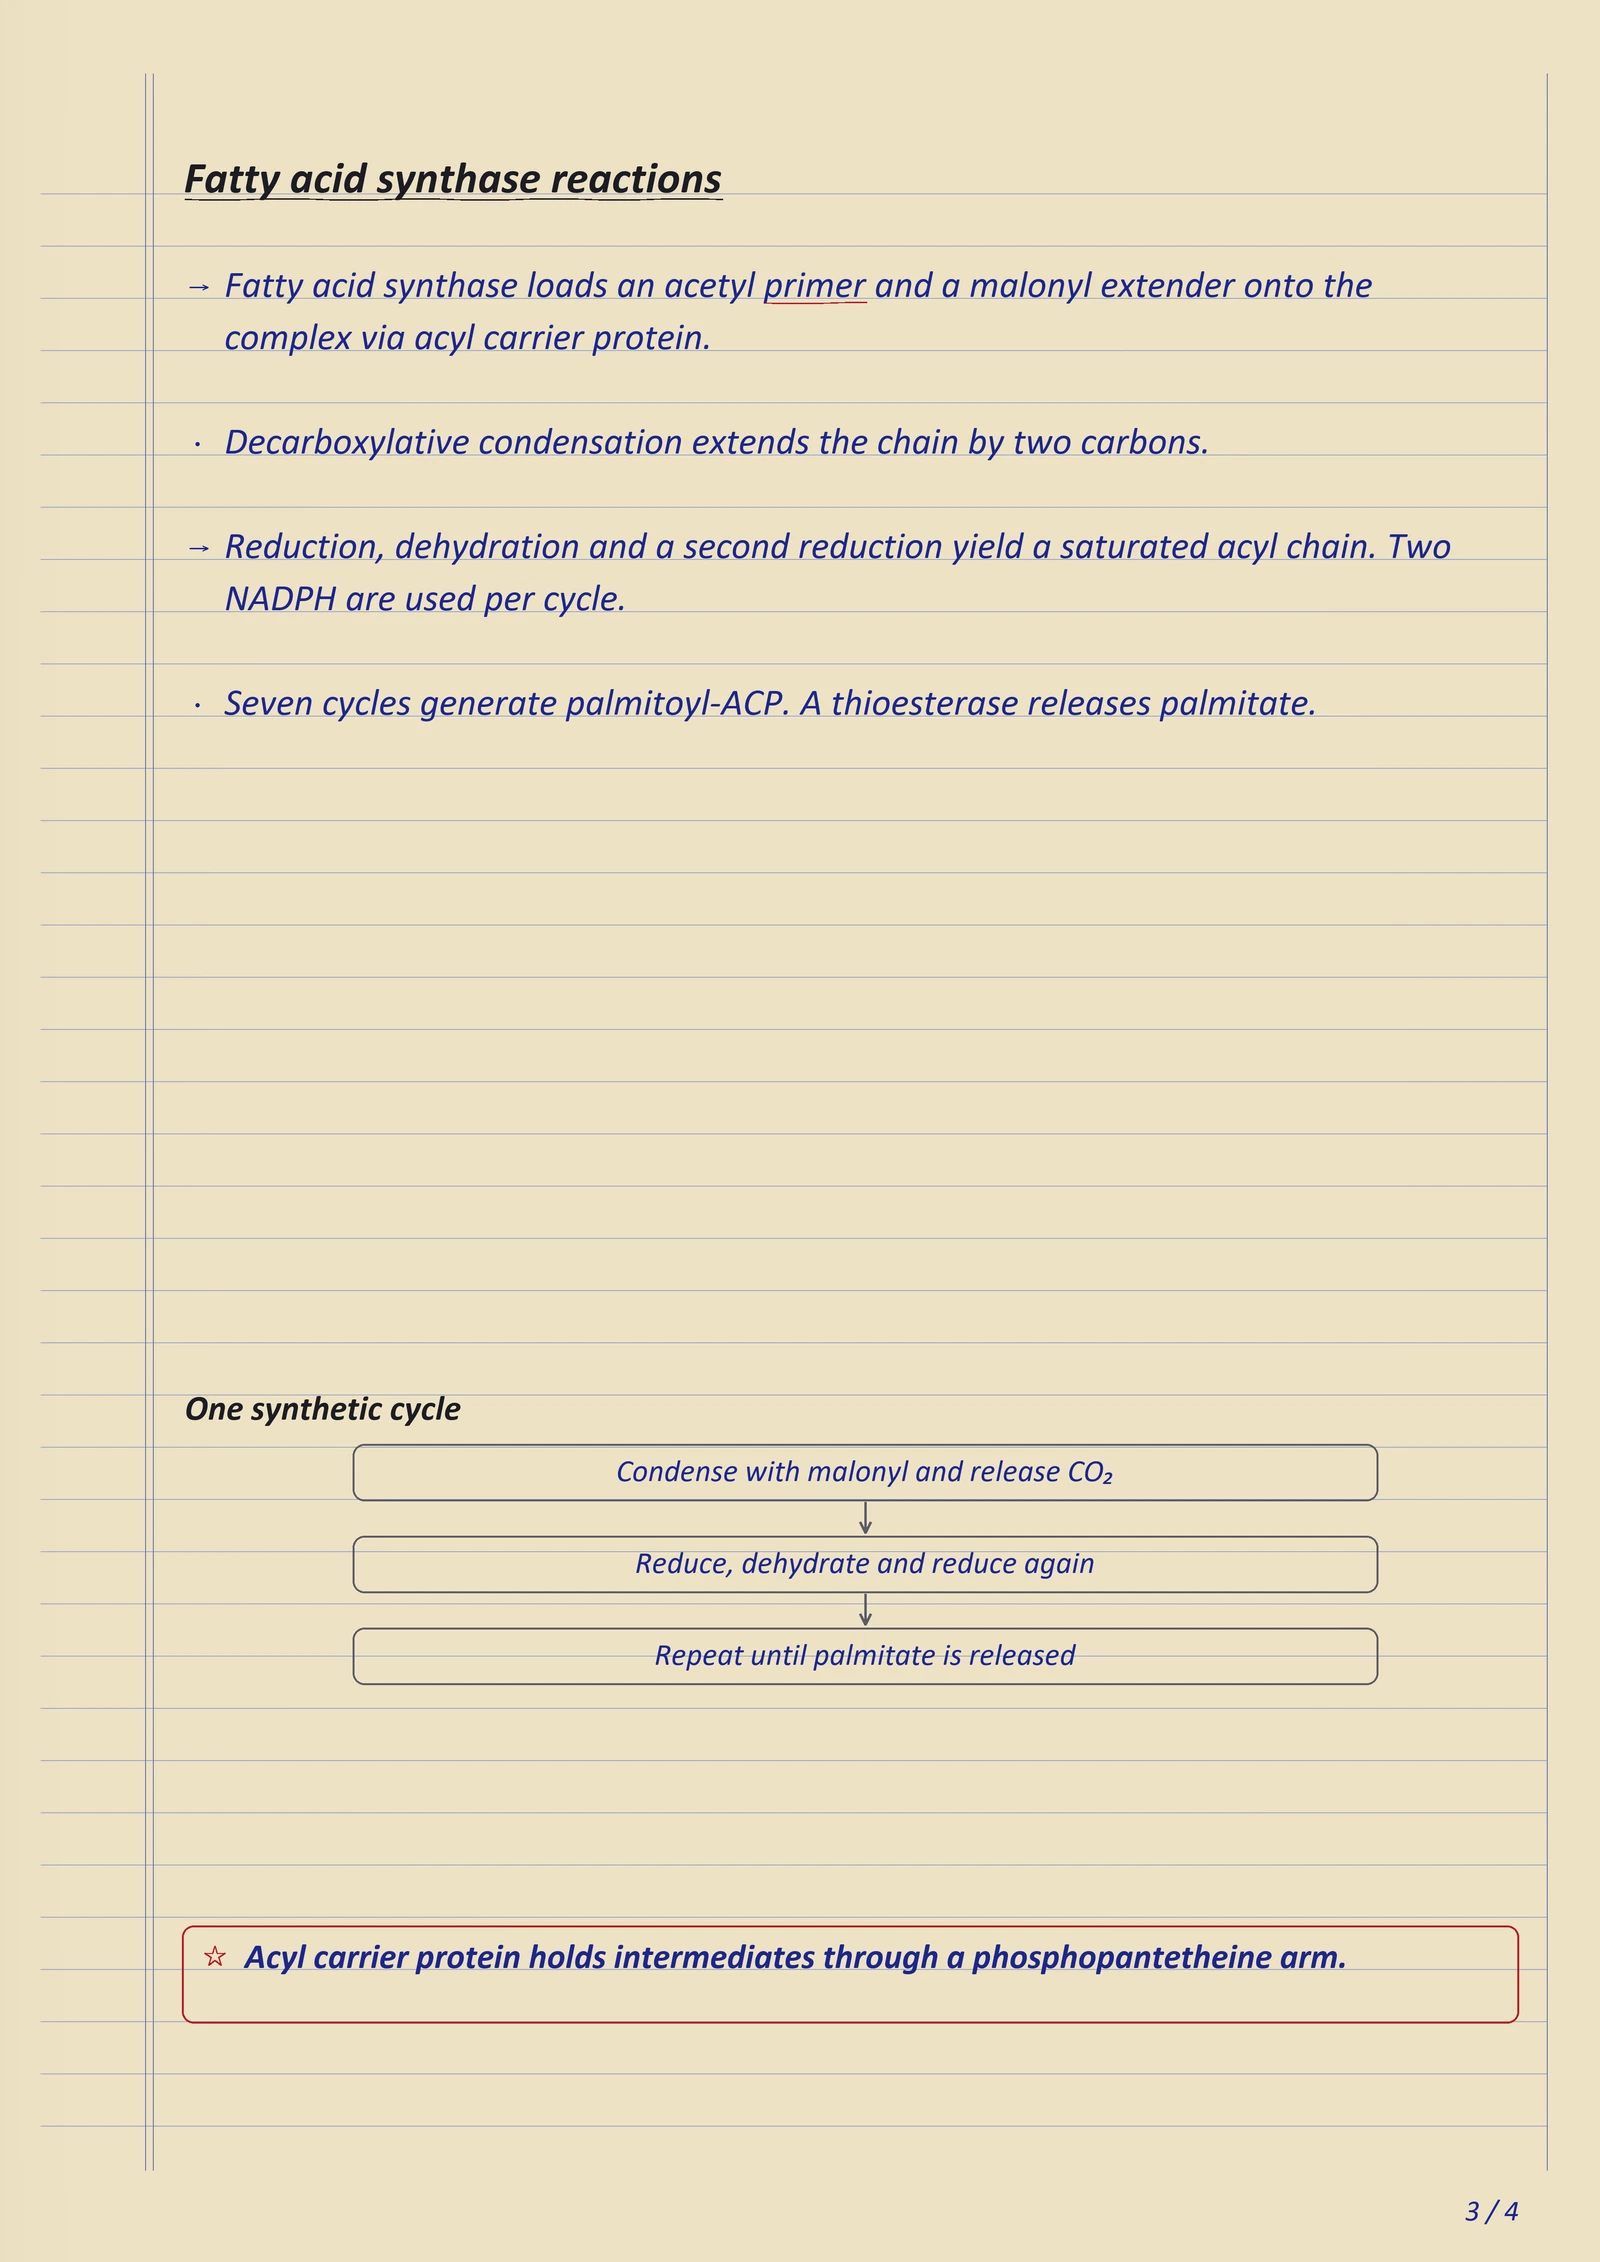 Fatty acid synthase reactions
→ Fatty acid synthase loads an acetyl primer and a malonyl extender onto the
complex via acyl carrier protein.
· Decarboxylative condensation extends the chain by two carbons.
→ Reduction, dehydration and a second reduction yield a saturated acyl chain. Two
NADPH are used per cycle.
· Seven cycles generate palmitoyl-ACP. A thioesterase releases palmitate.
One synthetic cycle
Condense with malonyl and release CO₂
Reduce, dehydrate and reduce again
Repeat until palmitate is released
☆ Acyl carrier protein holds intermediates through a phosphopantetheine arm.
3 / 4